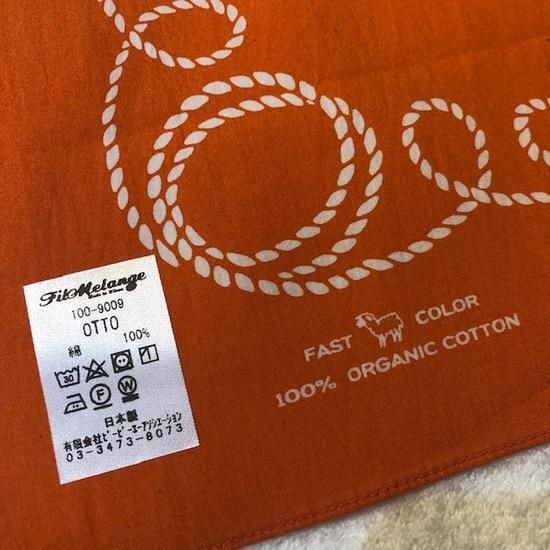 FilMelange
100-9009
OTTO
綿 100%
30
F
W
日本製
有限会社ピービーエーアソシエーション
03-3473-8073
FAST COLOR
100% ORGANIC COTTON